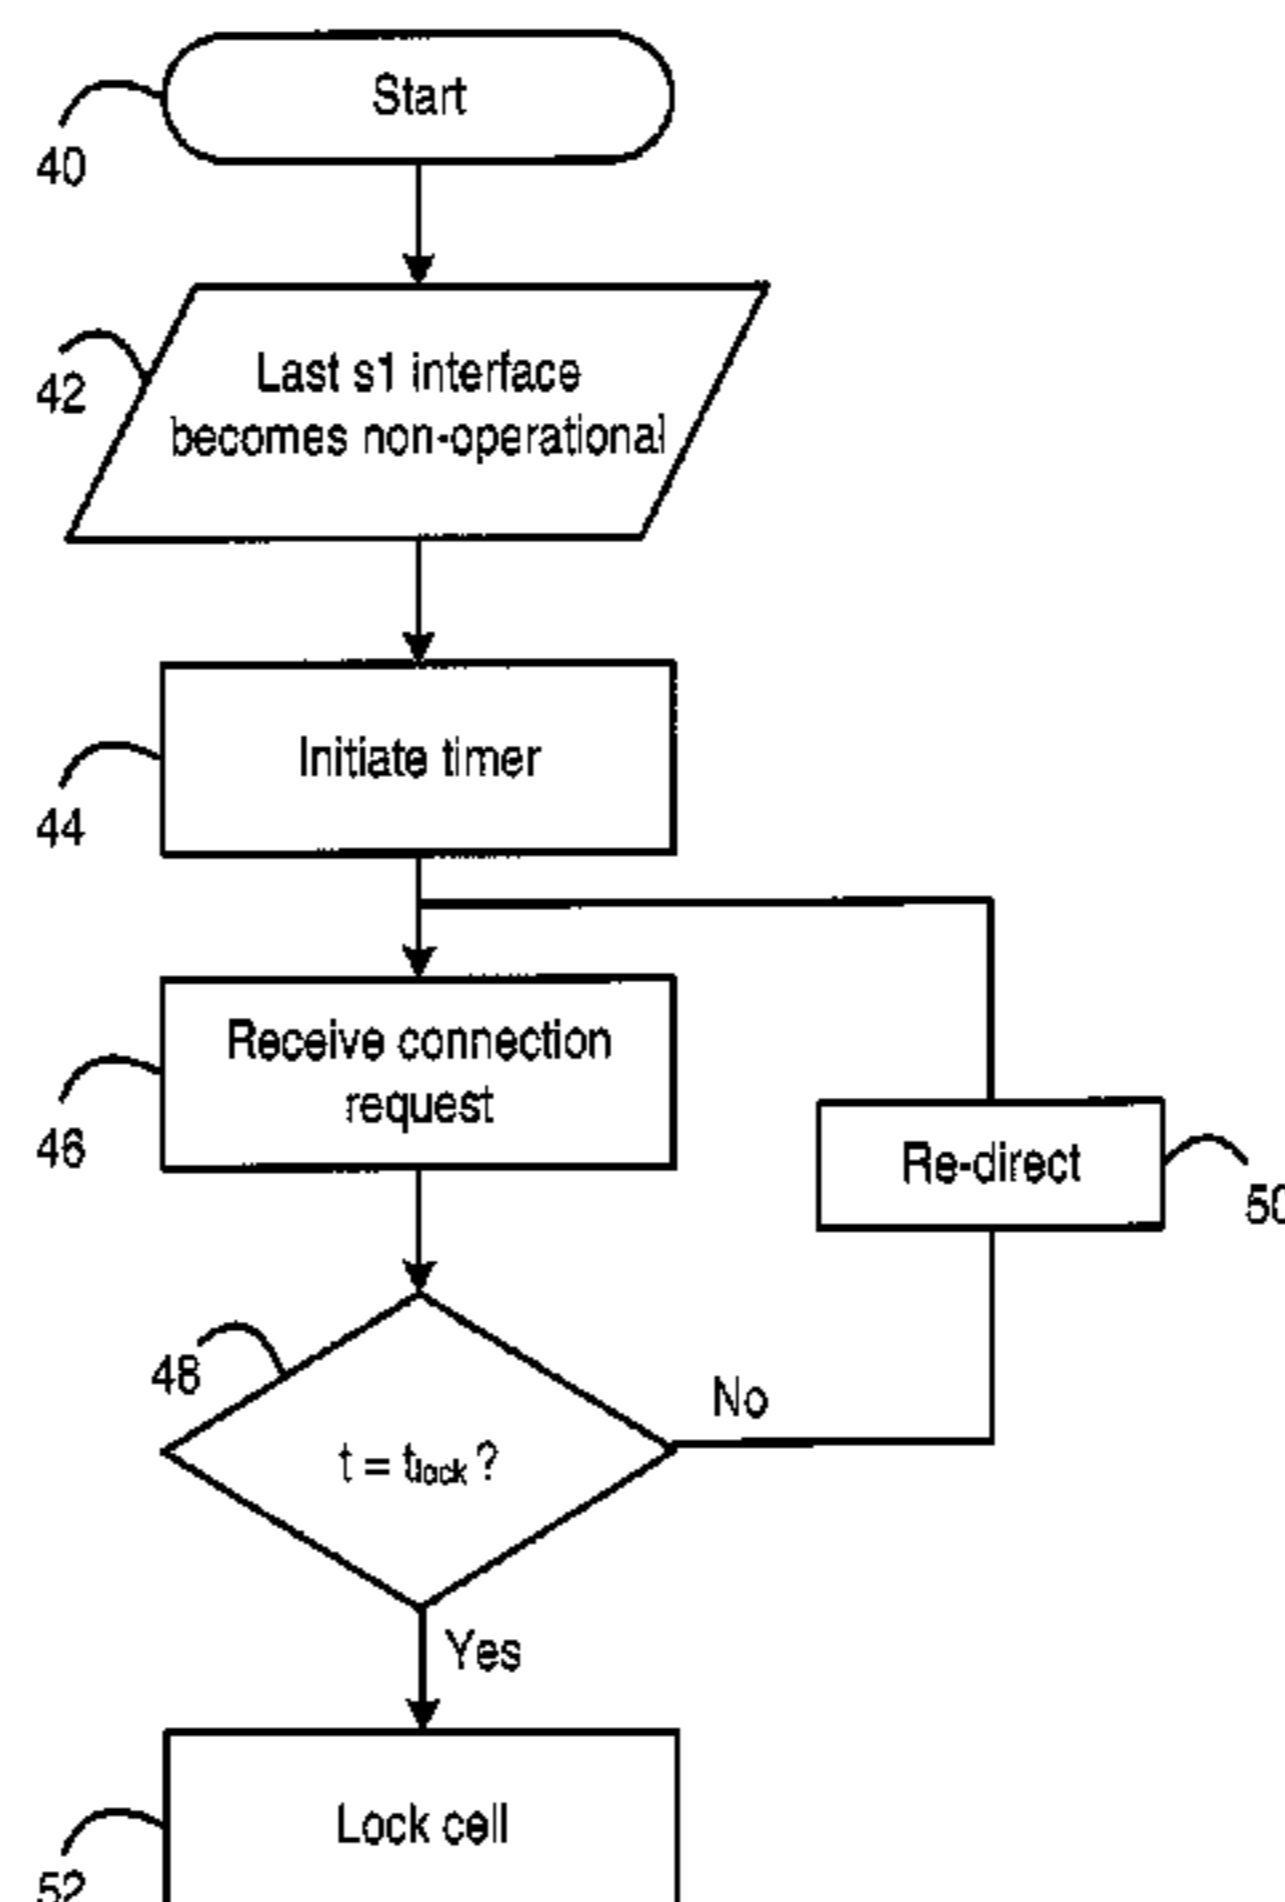 Start
40
Last s1 interface
becomes non-operational
42
Initiate timer
44
Receive connection
request
46
Re-direct
50
48
t = tlock ?
No
Yes
Lock cell
52